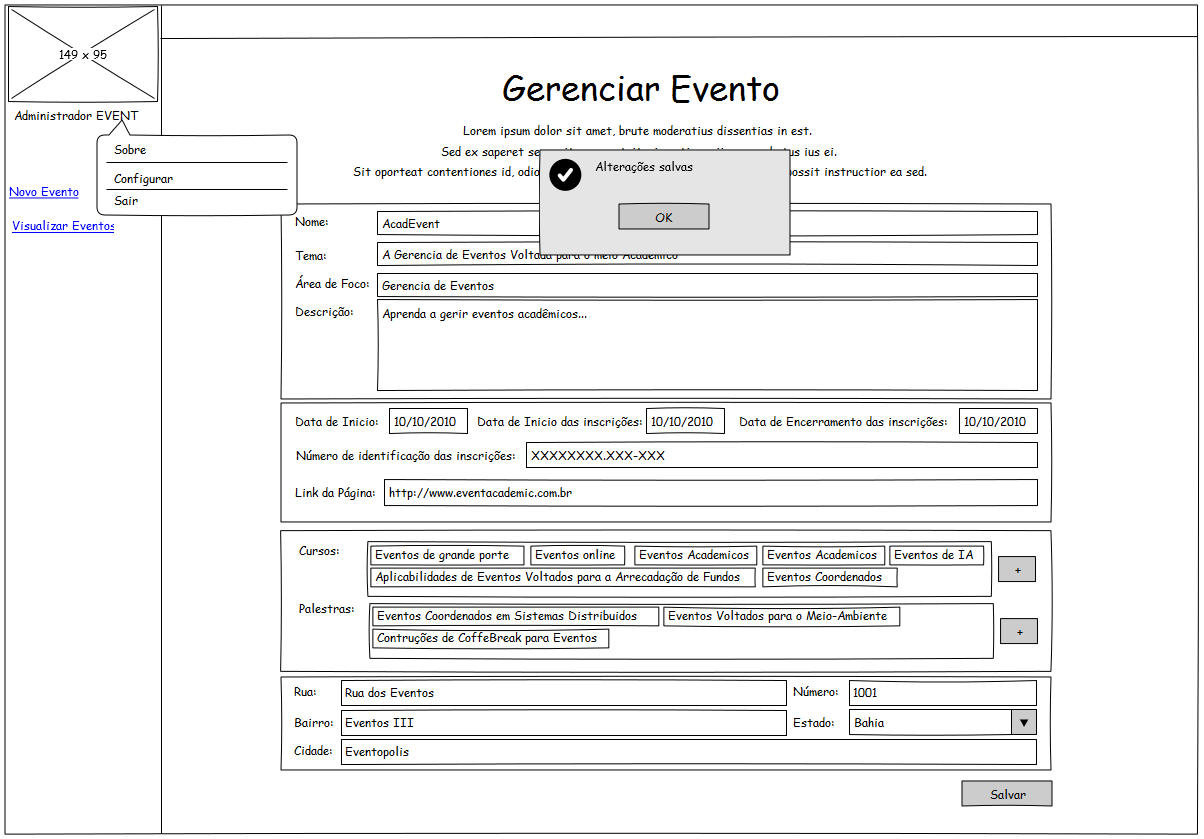 149 x 95
Administrador EVENT
Sobre
Configurar
Sair
Novo Evento
Visualizar Eventos
Gerenciar Evento
Lorem ipsum dolor sit amet, brute moderatius dissentias in est.
Sed ex saperet ius ei.
Sit oporteat contentiones id, instructior ea sed.
Alterações salvas
OK
Nome: AcadEvent
Tema: A Gerencia de Eventos Voltada para o meio Academico
Área de Foco: Gerencia de Eventos
Descrição: Aprenda a gerir eventos acadêmicos...
Data de Inicio: 10/10/2010 Data de Inicio das inscrições: 10/10/2010 Data de Encerramento das inscrições: 10/10/2010
Número de identificação das inscrições: XXXXXXXX.XXX-XXX
Link da Página: http://www.eventacademic.com.br
Cursos: Eventos de grande porte Eventos online Eventos Academicos Eventos Academicos Eventos de IA
Aplicabilidades de Eventos Voltados para a Arrecadação de Fundos Eventos Coordenados
+
Palestras: Eventos Coordenados em Sistemas Distribuidos Eventos Voltados para o Meio-Ambiente
Contruções de CoffeBreak para Eventos
+
Rua: Rua dos Eventos Número: 1001
Bairro: Eventos III Estado: Bahia
Cidade: Eventopolis
Salvar